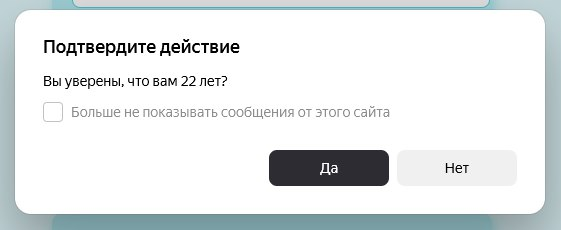 Подтвердите действие
Вы уверены, что вам 22 лет?
Больше не показывать сообщения от этого сайта
Да
Нет